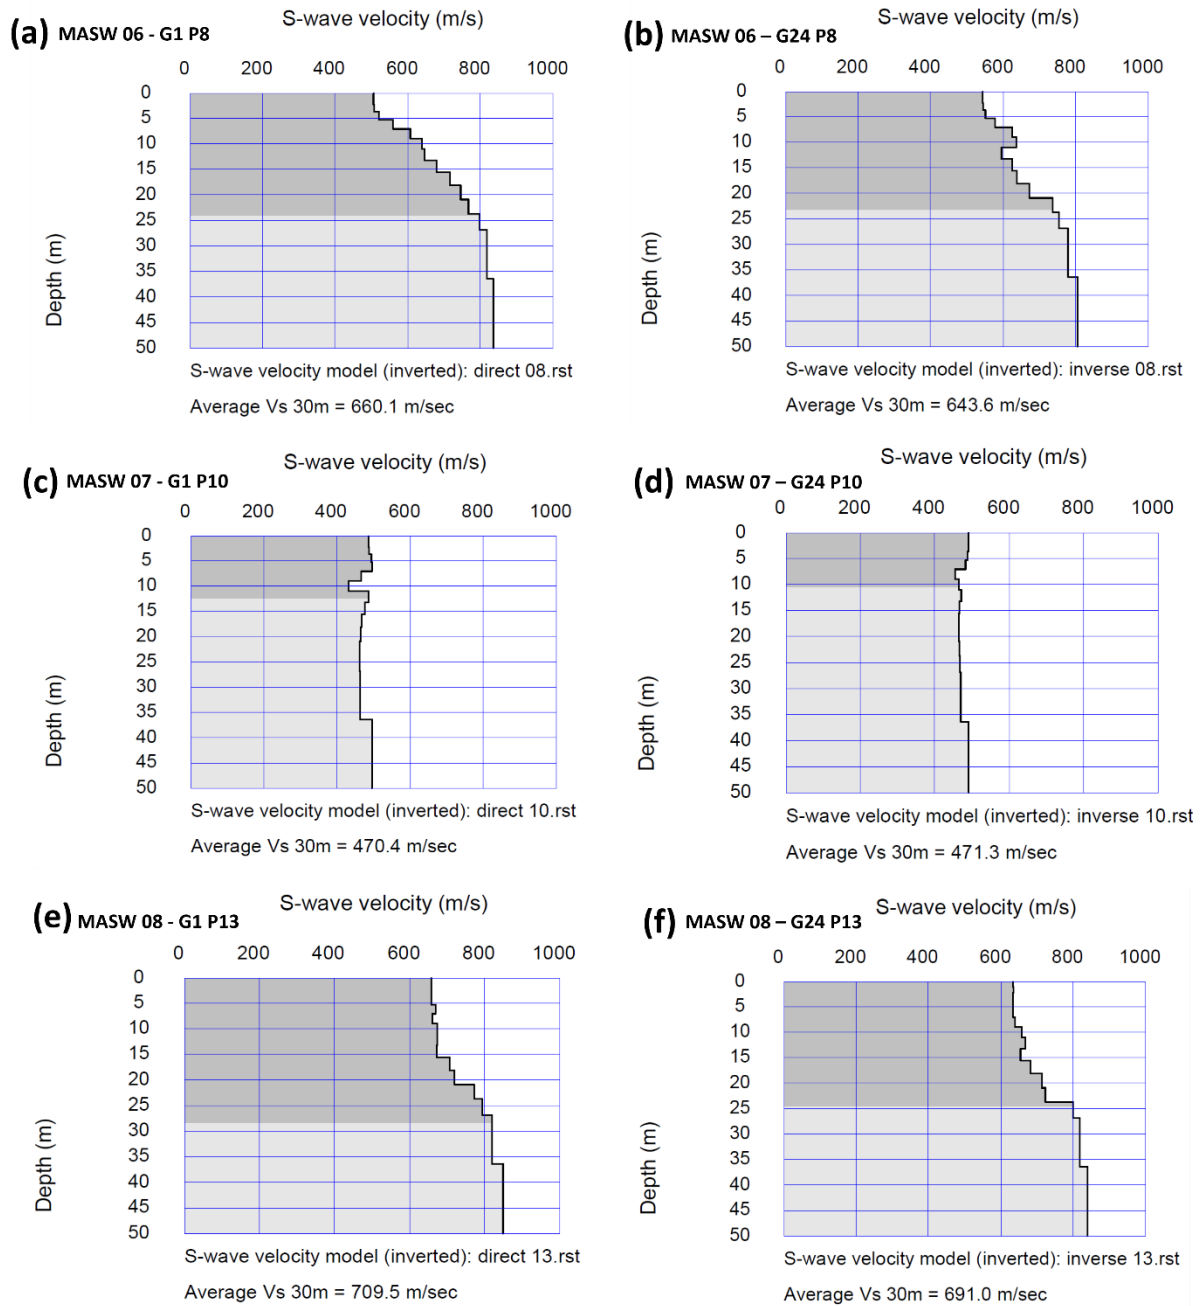 S-wave velocity (m/s)
(a) MASW 06 - G1 P8
0 200 400 600 800 1000
0
5
10
15
20
25
30
35
40
45
50
Depth (m)
S-wave velocity model (inverted): direct 08.rst
Average Vs 30m = 660.1 m/sec
S-wave velocity (m/s)
(b) MASW 06 – G24 P8
0 200 400 600 800 1000
0
5
10
15
20
25
30
35
40
45
50
Depth (m)
S-wave velocity model (inverted): inverse 08.rst
Average Vs 30m = 643.6 m/sec
S-wave velocity (m/s)
(c) MASW 07 - G1 P10
0 200 400 600 800 1000
0
5
10
15
20
25
30
35
40
45
50
Depth (m)
S-wave velocity model (inverted): direct 10.rst
Average Vs 30m = 470.4 m/sec
S-wave velocity (m/s)
(d) MASW 07 – G24 P10
0 200 400 600 800 1000
0
5
10
15
20
25
30
35
40
45
50
Depth (m)
S-wave velocity model (inverted): inverse 10.rst
Average Vs 30m = 471.3 m/sec
S-wave velocity (m/s)
(e) MASW 08 - G1 P13
0 200 400 600 800 1000
0
5
10
15
20
25
30
35
40
45
50
Depth (m)
S-wave velocity model (inverted): direct 13.rst
Average Vs 30m = 709.5 m/sec
S-wave velocity (m/s)
(f) MASW 08 – G24 P13
0 200 400 600 800 1000
0
5
10
15
20
25
30
35
40
45
50
Depth (m)
S-wave velocity model (inverted): inverse 13.rst
Average Vs 30m = 691.0 m/sec